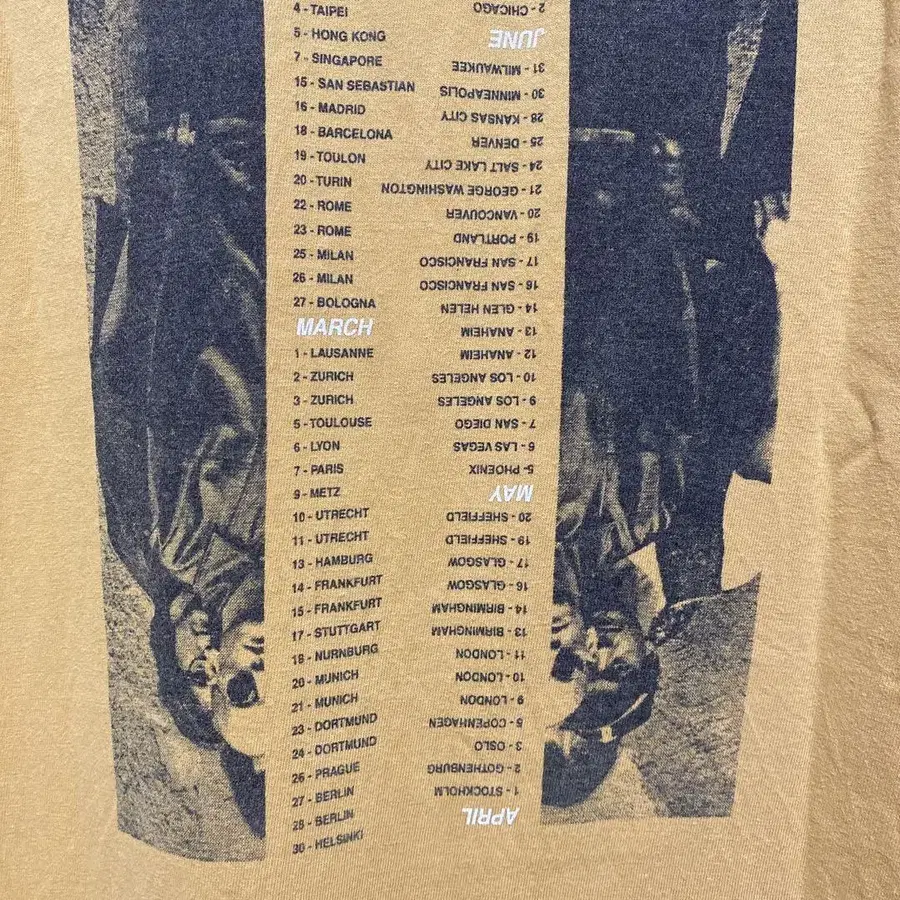 4 - TAIPEI
5 - HONG KONG
7 - SINGAPORE
15 - SAN SEBASTIAN
16 - MADRID
18 - BARCELONA
19 - TOULON
20 - TURIN
22 - ROME
23 - ROME
25 - MILAN
26 - MILAN
27 - BOLOGNA
MARCH
1 - LAUSANNE
2 - ZURICH
3 - ZURICH
5 - TOULOUSE
6 - LYON
7 - PARIS
9 - METZ
10 - UTRECHT
11 - UTRECHT
13 - HAMBURG
14 - FRANKFURT
15 - FRANKFURT
17 - STUTTGART
18 - NURNBURG
20 - MUNICH
21 - MUNICH
23 - DORTMUND
24 - DORTMUND
26 - PRAGUE
27 - BERLIN
28 - BERLIN
30 - HELSINKI
APRIL
1 - STOCKHOLM
2 - GOTHENBURG
3 - OSLO
5 - COPENHAGEN
9 - LONDON
10 - LONDON
11 - LONDON
13 - BIRMINGHAM
14 - BIRMINGHAM
16 - GLASGOW
17 - GLASGOW
19 - SHEFFIELD
20 - SHEFFIELD
MAY
5- PHOENIX
6 - LAS VEGAS
7 - SAN DIEGO
9 - LOS ANGELES
10 - LOS ANGELES
12 - ANAHEIM
13 - ANAHEIM
14 - GLEN HELEN
16 - SAN FRANCISCO
17 - SAN FRANCISCO
19 - PORTLAND
20 - VANCOUVER
21 - GEORGE WASHINGTON
24 - SALT LAKE CITY
25 - DENVER
28 - KANSAS CITY
30 - MINNEAPOLIS
31 - MILWAUKEE
JUNE
2 - CHICAGO